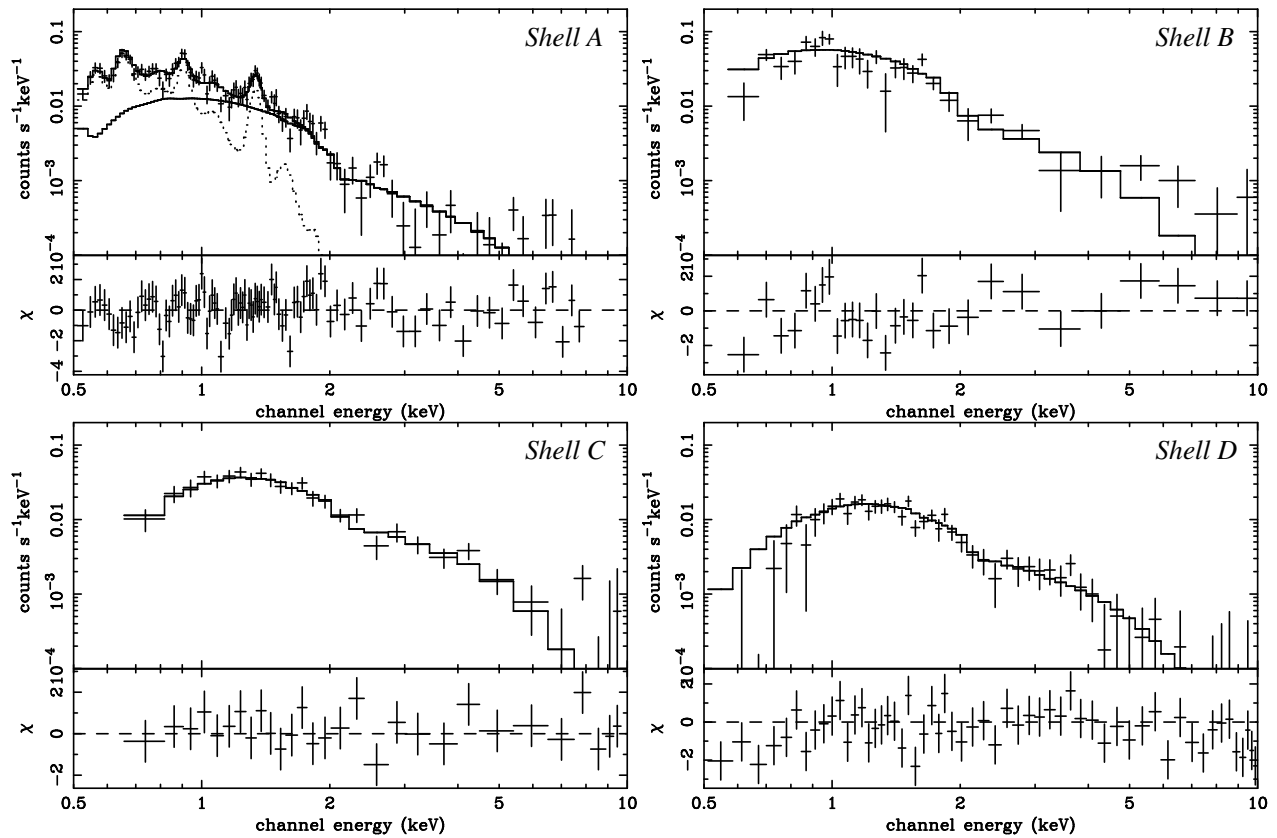 Shell A
counts s⁻¹keV⁻¹
0.1
0.01
10⁻³
10⁻⁴
χ
210
0
-2
-4
0.5 1 2 5 10
channel energy (keV)
Shell B
counts s⁻¹keV⁻¹
0.1
0.01
10⁻³
10⁻⁴
χ
210
0
-2
0.5 1 2 5 10
channel energy (keV)
Shell C
counts s⁻¹keV⁻¹
0.1
0.01
10⁻³
10⁻⁴
χ
210
0
-2
0.5 1 2 5 10
channel energy (keV)
Shell D
counts s⁻¹keV⁻¹
0.1
0.01
10⁻³
10⁻⁴
χ
0
-2
0.5 1 2 5 10
channel energy (keV)